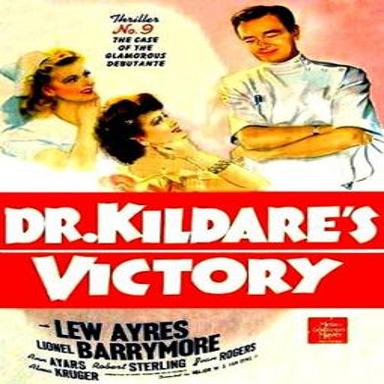 Thriller
No. 9
THE CASE
OF THE
GLAMOROUS
DEBUTANTE
DR. KILDARE'S
VICTORY
LEW AYRES
LIONEL BARRYMORE
Ann AYARS Robert STERLING Jean ROGERS
Alma KRUGER